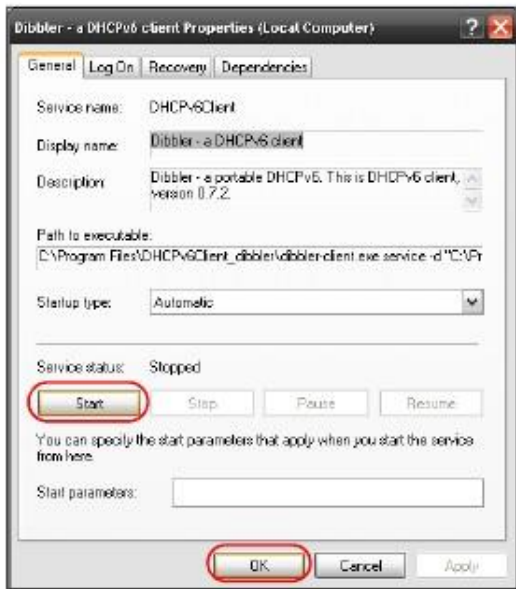 Dibbler - a DHCPv6 client Properties (Local Computer)
General
Log On
Recovery
Dependencies
Service name: DHCPv6Client
Display name: Dibbler - a DHCPv6 client
Description: Dibbler - a portable DHCPv6. This is DHCPv6 client,
version 0.7.2.
Path to executable:
C:\Program Files\DHCPv6Client_dibbler\dibbler-client.exe service -d "C:\Pr
Startup type: Automatic
Service status: Stopped
Start
Stop
Pause
Resume
You can specify the start parameters that apply when you start the service
from here.
Start parameters:
OK
Cancel
Apply